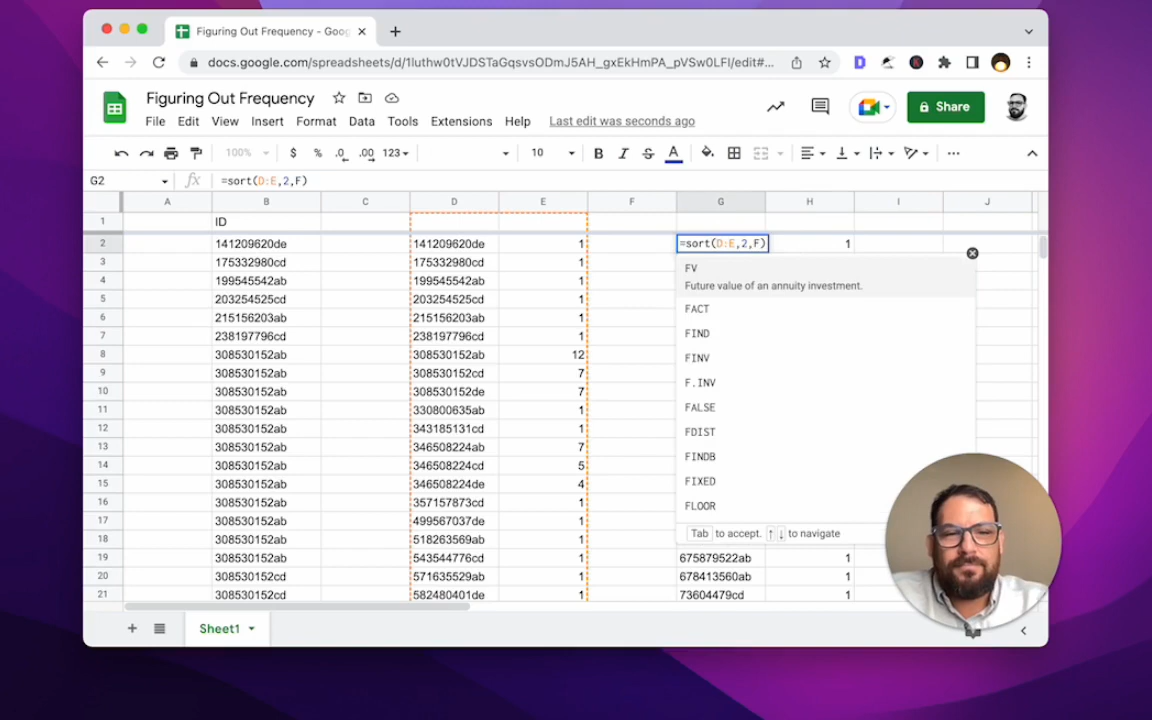 Figuring Out Frequency - Goog
docs.google.com/spreadsheets/d/1luthw0tVJDSTaGqsvsODmJ5AH_gxEkHmPA_pVSw0LFI/edit#...
Figuring Out Frequency
File Edit View Insert Format Data Tools Extensions Help Last edit was seconds ago
Share
100% $ % .0 .00 123 10 B I S A
G2 fx =sort(D:E,2,F)
A B C D E F G H I J
1 ID
2 141209620de 141209620de 1 =sort(D:E,2,F) 1
3 175332980cd 175332980cd 1
4 199545542ab 199545542ab 1
5 203254525cd 203254525cd 1
6 215156203ab 215156203ab 1
7 238197796cd 238197796cd 1
8 308530152ab 308530152ab 12
9 308530152ab 308530152cd 7
10 308530152ab 308530152de 7
11 308530152ab 330800635ab 1
12 308530152ab 343185131cd 1
13 308530152ab 346508224ab 7
14 308530152ab 346508224cd 5
15 308530152ab 346508224de 4
16 308530152ab 357157873cd 1
17 308530152ab 499567037de 1
18 308530152ab 518263569ab 1
19 308530152ab 543544776cd 1 675879522ab 1
20 308530152cd 571635529ab 1 678413560ab 1
21 308530152cd 582480401de 1 73604479cd 1
FV
Future value of an annuity investment.
FACT
FIND
FINV
F.INV
FALSE
FDIST
FINDB
FIXED
FLOOR
Tab to accept. ↑ ↓ to navigate
Sheet1